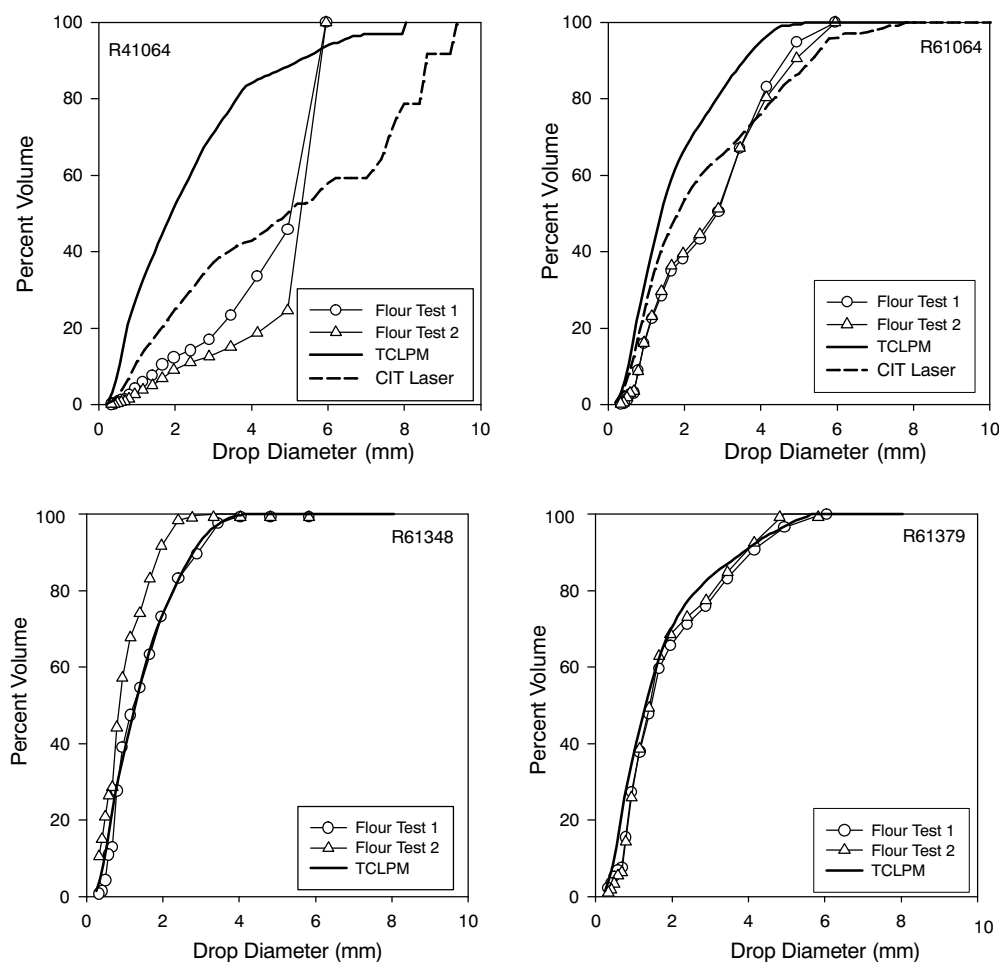 100
R41064
80
60
40
20
0
Percent Volume
Flour Test 1
Flour Test 2
TCLPM
CIT Laser
0 2 4 6 8 10
Drop Diameter (mm)
100
R61064
80
60
40
20
0
Percent Volume
Flour Test 1
Flour Test 2
TCLPM
CIT Laser
0 2 4 6 8 10
Drop Diameter (mm)
100
R61348
80
60
40
20
0
Percent Volume
Flour Test 1
Flour Test 2
TCLPM
0 2 4 6 8 10
Drop Diameter (mm)
100
R61379
80
60
40
20
0
Percent Volume
Flour Test 1
Flour Test 2
TCLPM
0 2 4 6 8 10
Drop Diameter (mm)